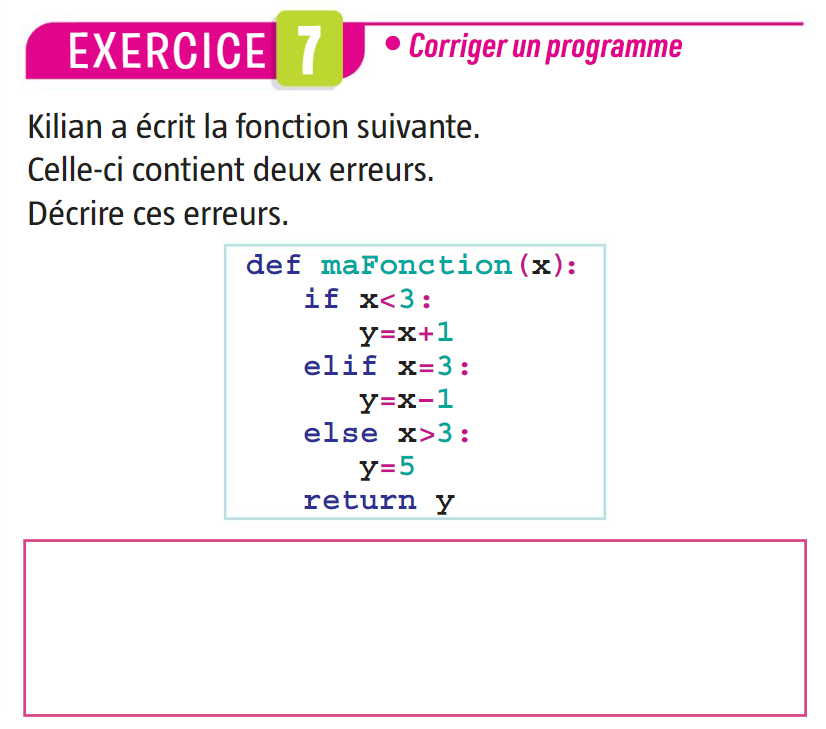 EXERCICE 7 • Corriger un programme
Kilian a écrit la fonction suivante.
Celle-ci contient deux erreurs.
Décrire ces erreurs.
def maFonction(x):
if x<3:
y=x+1
elif x=3:
y=x-1
else x>3:
y=5
return y